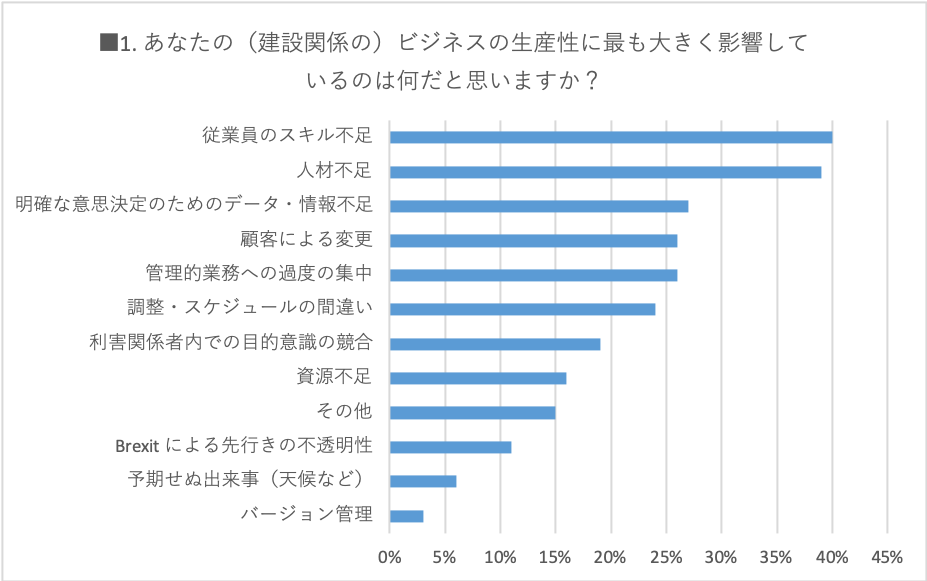 ■1. あなたの（建設関係の）ビジネスの生産性に最も大きく影響して
いるのは何だと思いますか？
従業員のスキル不足
人材不足
明確な意思決定のためのデータ・情報不足
顧客による変更
管理的業務への過度の集中
調整・スケジュールの間違い
利害関係者内での目的意識の競合
資源不足
その他
Brexit による先行きの不透明性
予期せぬ出来事（天候など）
バージョン管理
0% 5% 10% 15% 20% 25% 30% 35% 40% 45%